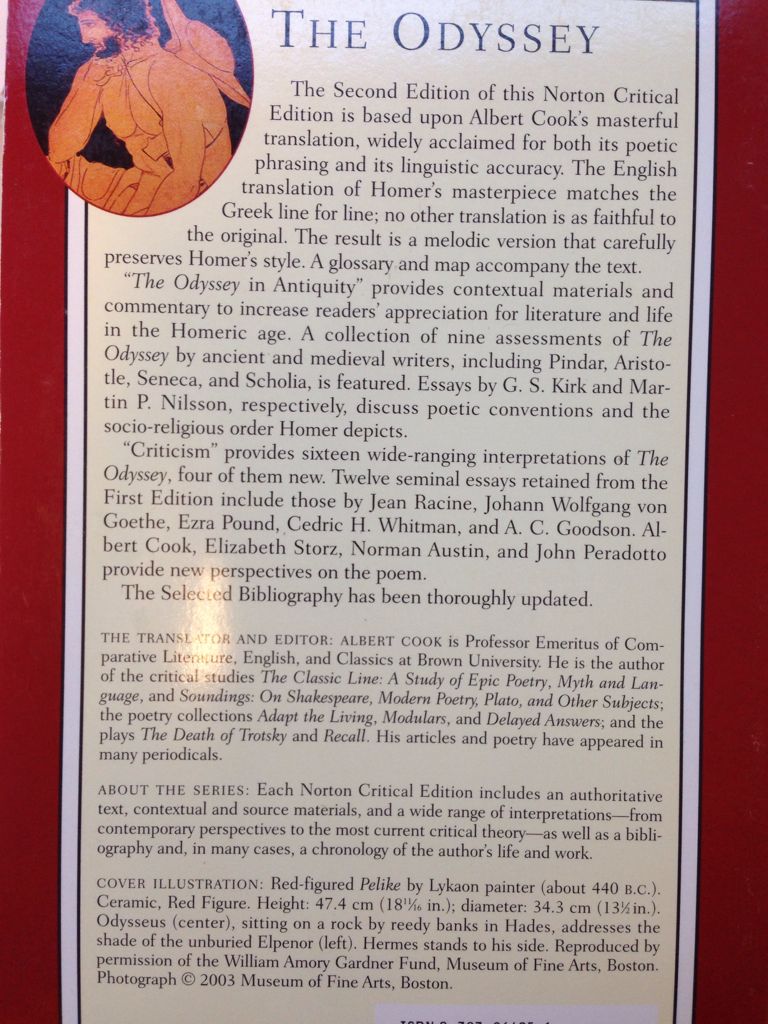 THE ODYSSEY
The Second Edition of this Norton Critical
Edition is based upon Albert Cook's masterful
translation, widely acclaimed for both its poetic
phrasing and its linguistic accuracy. The English
translation of Homer's masterpiece matches the
Greek line for line; no other translation is as faithful to
the original. The result is a melodic version that carefully
preserves Homer's style. A glossary and map accompany the text.
"The Odyssey in Antiquity" provides contextual materials and
commentary to increase readers' appreciation for literature and life
in the Homeric age. A collection of nine assessments of The
Odyssey by ancient and medieval writers, including Pindar, Aristo-
tle, Seneca, and Scholia, is featured. Essays by G. S. Kirk and Mar-
tin P. Nilsson, respectively, discuss poetic conventions and the
socio-religious order Homer depicts.
"Criticism" provides sixteen wide-ranging interpretations of The
Odyssey, four of them new. Twelve seminal essays retained from the
First Edition include those by Jean Racine, Johann Wolfgang von
Goethe, Ezra Pound, Cedric H. Whitman, and A. C. Goodson. Al-
bert Cook, Elizabeth Storz, Norman Austin, and John Peradotto
provide new perspectives on the poem.
The Selected Bibliography has been thoroughly updated.
THE TRANSLATOR AND EDITOR: ALBERT COOK is Professor Emeritus of Com-
parative Literature, English, and Classics at Brown University. He is the author
of the critical studies The Classic Line: A Study of Epic Poetry, Myth and Lan-
guage, and Soundings: On Shakespeare, Modern Poetry, Plato, and Other Subjects;
the poetry collections Adapt the Living, Modulars, and Delayed Answers; and the
plays The Death of Trotsky and Recall. His articles and poetry have appeared in
many periodicals.
ABOUT THE SERIES: Each Norton Critical Edition includes an authoritative
text, contextual and source materials, and a wide range of interpretations—from
contemporary perspectives to the most current critical theory—as well as a bibli-
ography and, in many cases, a chronology of the author's life and work.
COVER ILLUSTRATION: Red-figured Pelike by Lykaon painter (about 440 B.C.).
Ceramic, Red Figure. Height: 47.4 cm (18 11/16 in.); diameter: 34.3 cm (13½ in.).
Odysseus (center), sitting on a rock by reedy banks in Hades, addresses the
shade of the unburied Elpenor (left). Hermes stands to his side. Reproduced by
permission of the William Amory Gardner Fund, Museum of Fine Arts, Boston.
Photograph © 2003 Museum of Fine Arts, Boston.